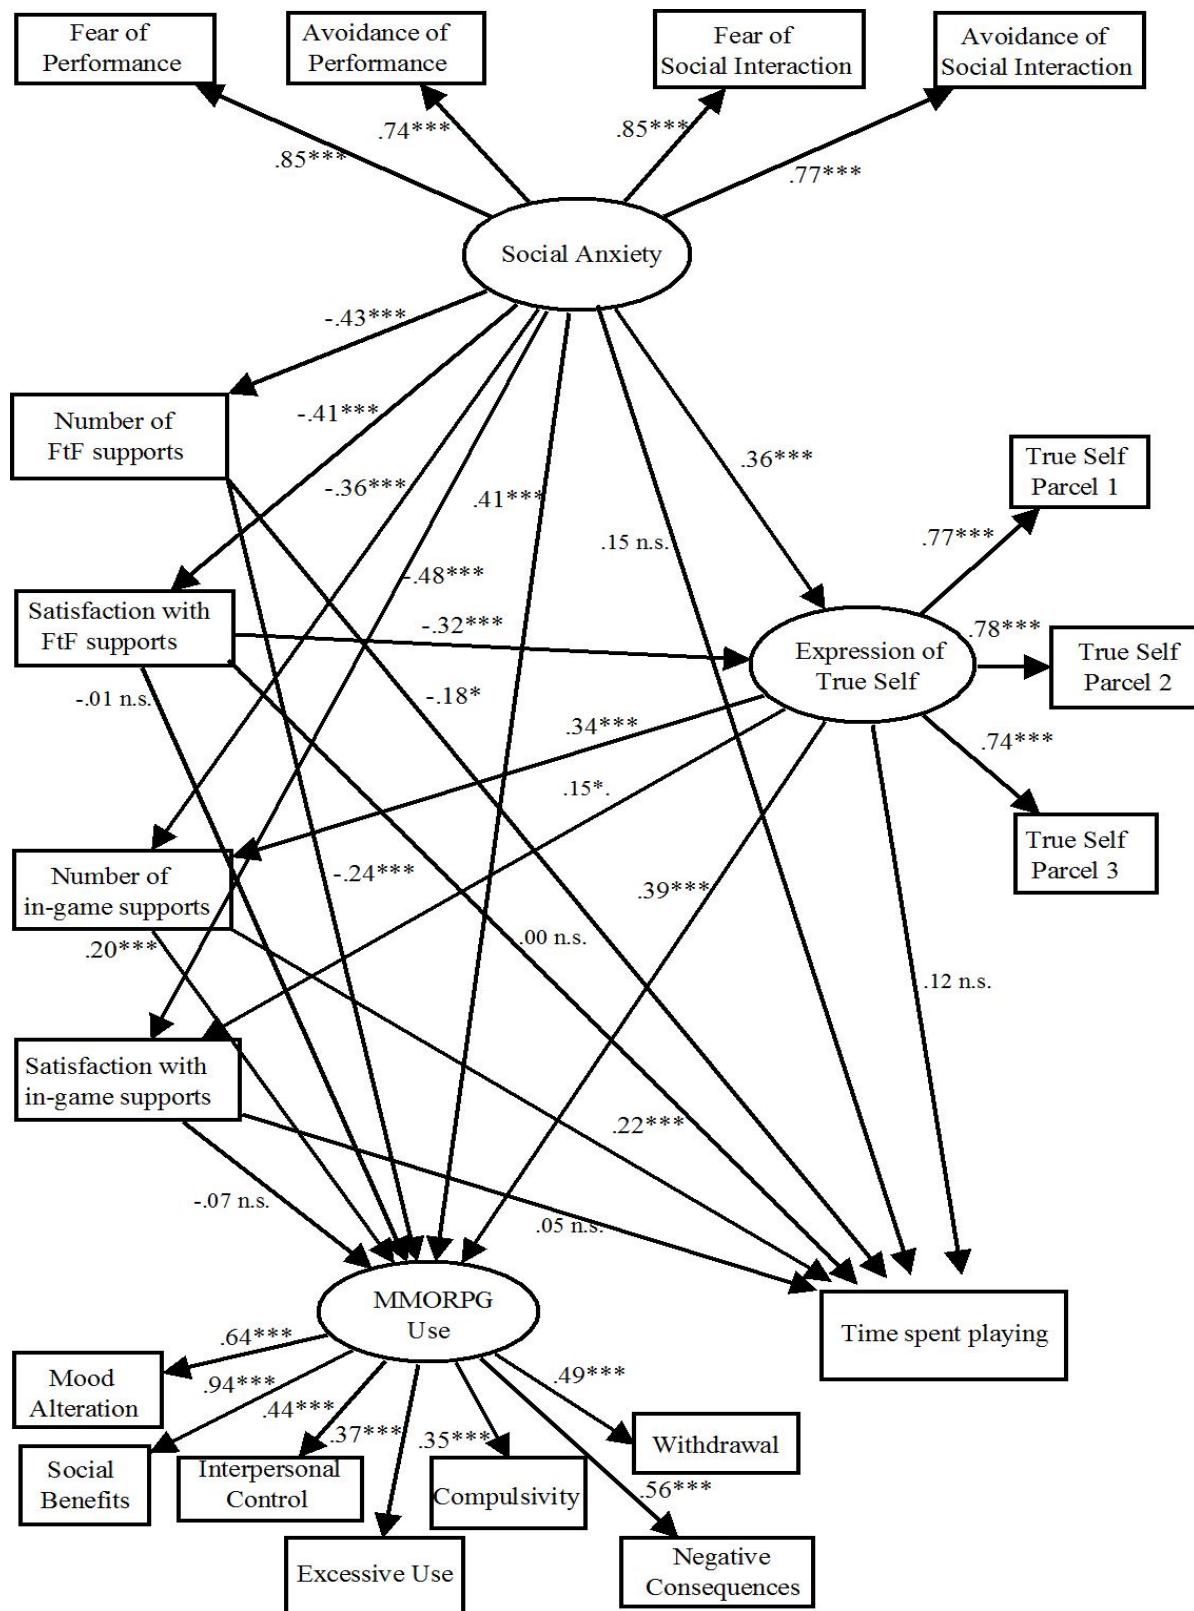 Fear of
Performance
Avoidance of
Performance
Fear of
Social Interaction
Avoidance of
Social Interaction
.85***
.74***
.85***
.77***
Social Anxiety
-.43***
Number of
FtF supports
-.41***
-.36***
.41***
.36***
.15 n.s.
True Self
Parcel 1
.77***
-.48***
Satisfaction with
FtF supports
-.32***
Expression of
True Self
.78***
True Self
Parcel 2
-.01 n.s.
-.18*
.34***
.74***
.15*.
True Self
Parcel 3
Number of
in-game supports
-.24***
.39***
.20***
.00 n.s.
.12 n.s.
Satisfaction with
in-game supports
.22***
-.07 n.s.
.05 n.s.
MMORPG
Use
Time spent playing
.64***
Mood
Alteration
.94***
.44***
.37***
.35***
.49***
Withdrawal
Social
Benefits
Interpersonal
Control
Compulsivity
.56***
Excessive Use
Negative
Consequences